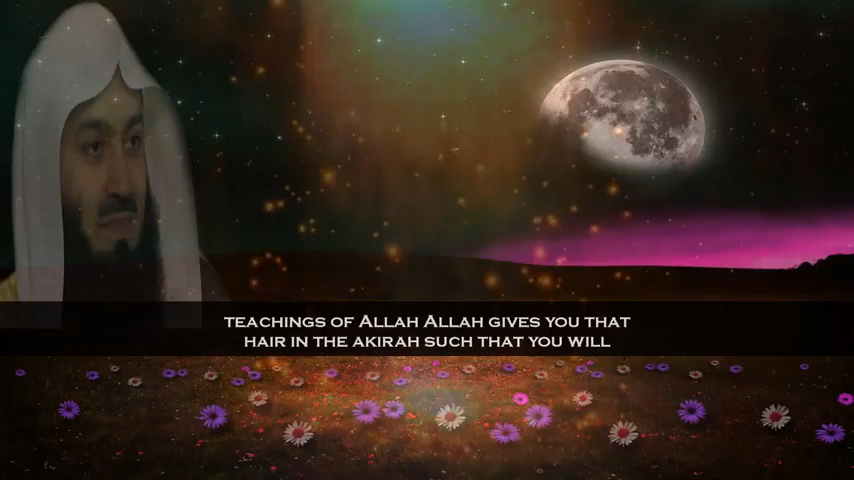 TEACHINGS OF ALLAH ALLAH GIVES YOU THAT
HAIR IN THE AKIRAH SUCH THAT YOU WILL